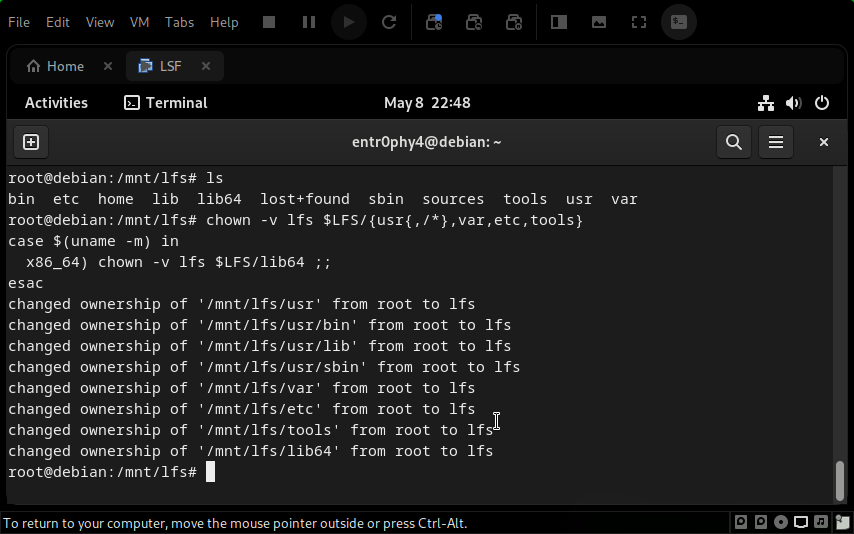 File Edit View VM Tabs Help
Home × LSF ×
Activities Terminal May 8 22:48
entr0phy4@debian: ~
root@debian:/mnt/lfs# ls
bin etc home lib lib64 lost+found sbin sources tools usr var
root@debian:/mnt/lfs# chown -v lfs $LFS/{usr{,/*},var,etc,tools}
case $(uname -m) in
  x86_64) chown -v lfs $LFS/lib64 ;;
esac
changed ownership of '/mnt/lfs/usr' from root to lfs
changed ownership of '/mnt/lfs/usr/bin' from root to lfs
changed ownership of '/mnt/lfs/usr/lib' from root to lfs
changed ownership of '/mnt/lfs/usr/sbin' from root to lfs
changed ownership of '/mnt/lfs/var' from root to lfs
changed ownership of '/mnt/lfs/etc' from root to lfs
changed ownership of '/mnt/lfs/tools' from root to lfs
changed ownership of '/mnt/lfs/lib64' from root to lfs
root@debian:/mnt/lfs#
To return to your computer, move the mouse pointer outside or press Ctrl-Alt.